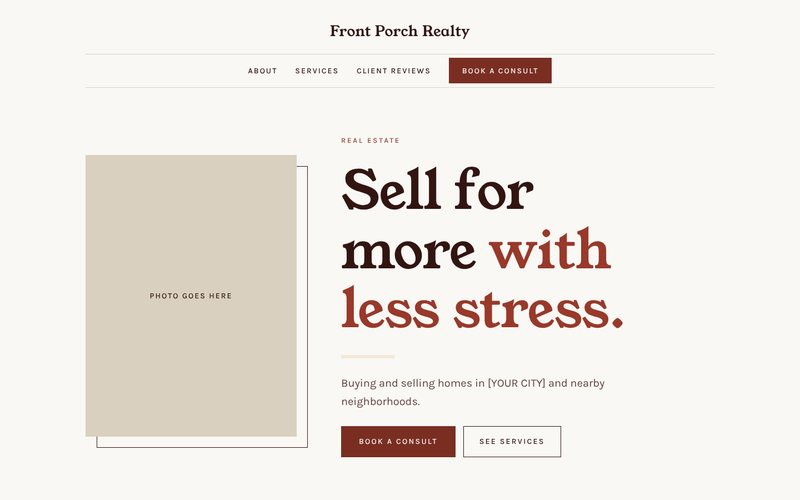 Front Porch Realty
ABOUT SERVICES CLIENT REVIEWS BOOK A CONSULT
REAL ESTATE
Sell for
more with
less stress.
PHOTO GOES HERE
Buying and selling homes in [YOUR CITY] and nearby
neighborhoods.
BOOK A CONSULT SEE SERVICES